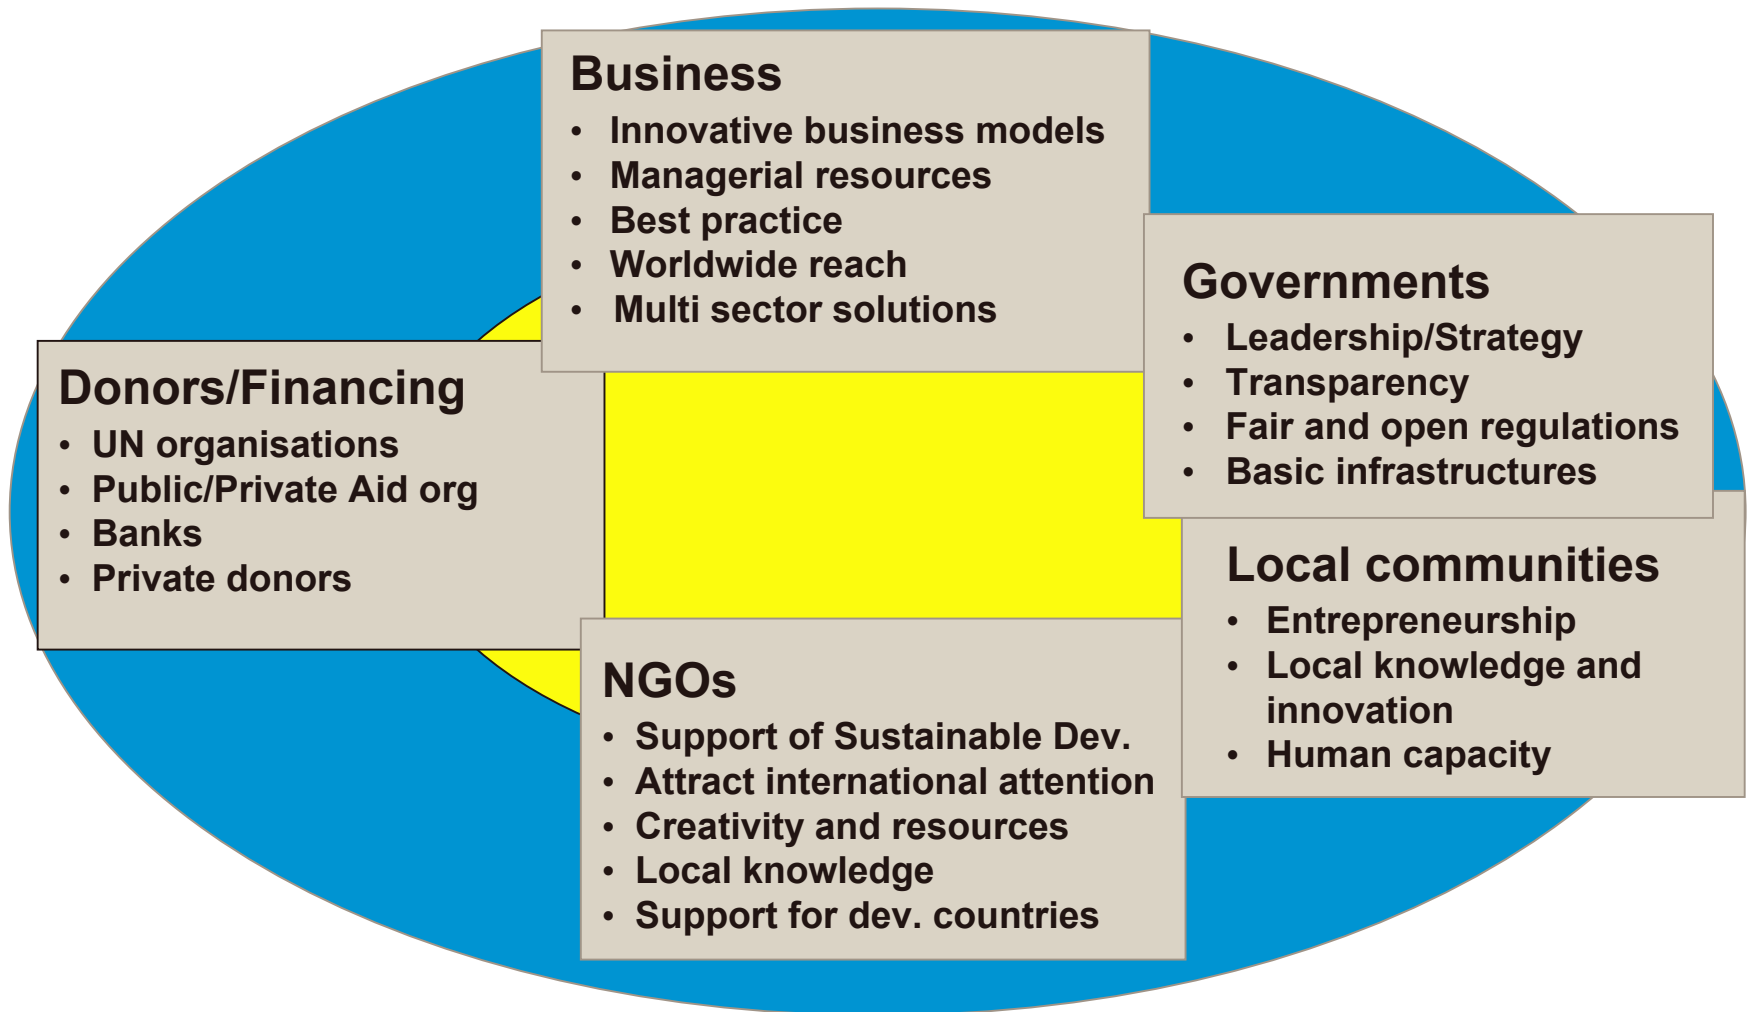 Business
• Innovative business models
• Managerial resources
• Best practice
• Worldwide reach
• Multi sector solutions
Governments
• Leadership/Strategy
• Transparency
• Fair and open regulations
• Basic infrastructures
Donors/Financing
• UN organisations
• Public/Private Aid org
• Banks
• Private donors
Local communities
• Entrepreneurship
• Local knowledge and
innovation
• Human capacity
NGOs
• Support of Sustainable Dev.
• Attract international attention
• Creativity and resources
• Local knowledge
• Support for dev. countries